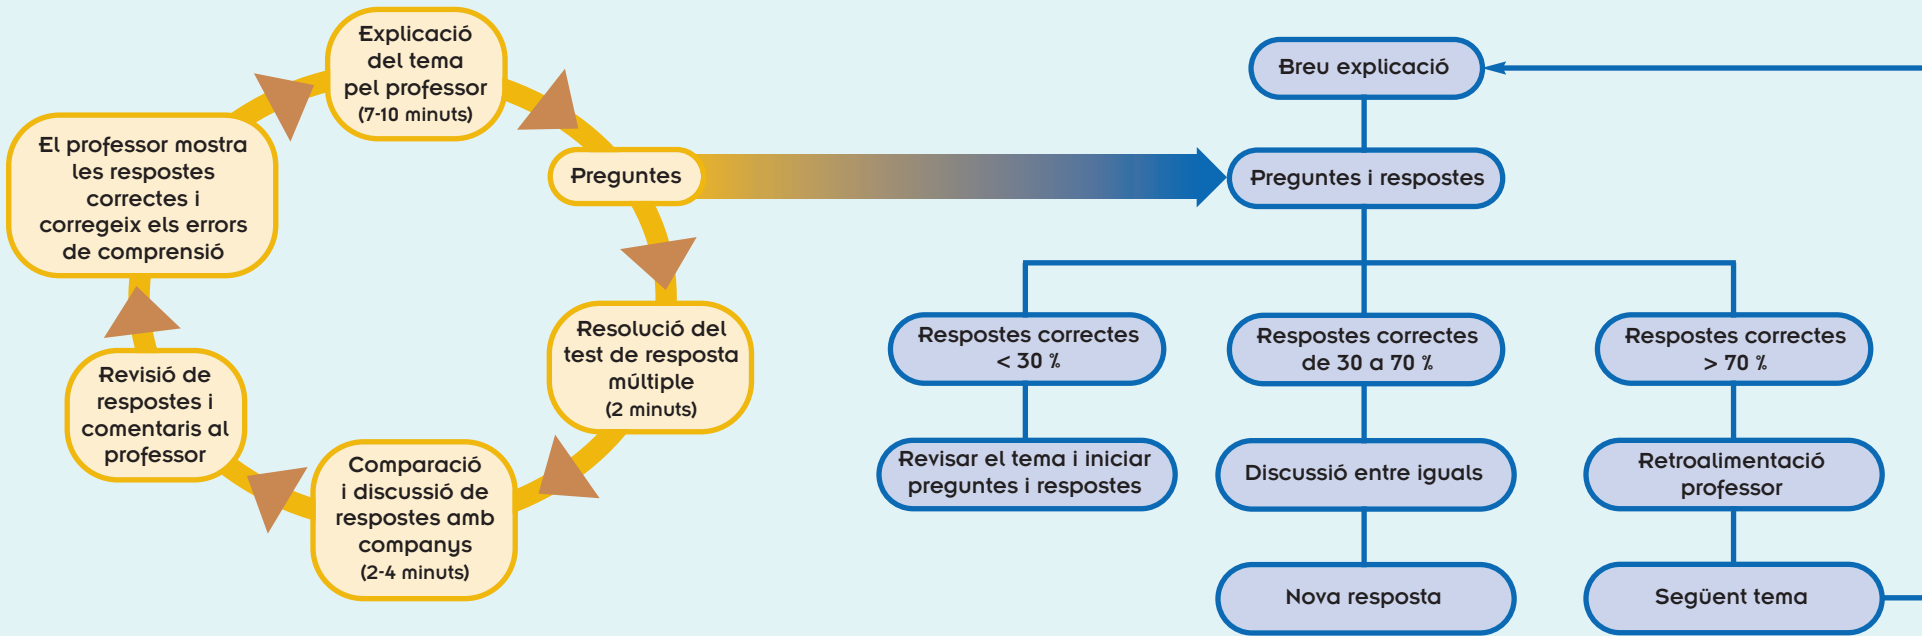 Explicació
del tema
pel professor
(7-10 minuts)
Preguntes
Resolució del
test de resposta
múltiple
(2 minuts)
Comparació
i discussió de
respostes amb
companys
(2-4 minuts)
Revisió de
respostes i
comentaris al
professor
El professor mostra
les respostes
correctes i
corregeix els errors
de comprensió
Breu explicació
Preguntes i respostes
Respostes correctes
< 30 %
Revisar el tema i iniciar
preguntes i respostes
Respostes correctes
de 30 a 70 %
Discussió entre iguals
Nova resposta
Respostes correctes
> 70 %
Retroalimentació
professor
Següent tema